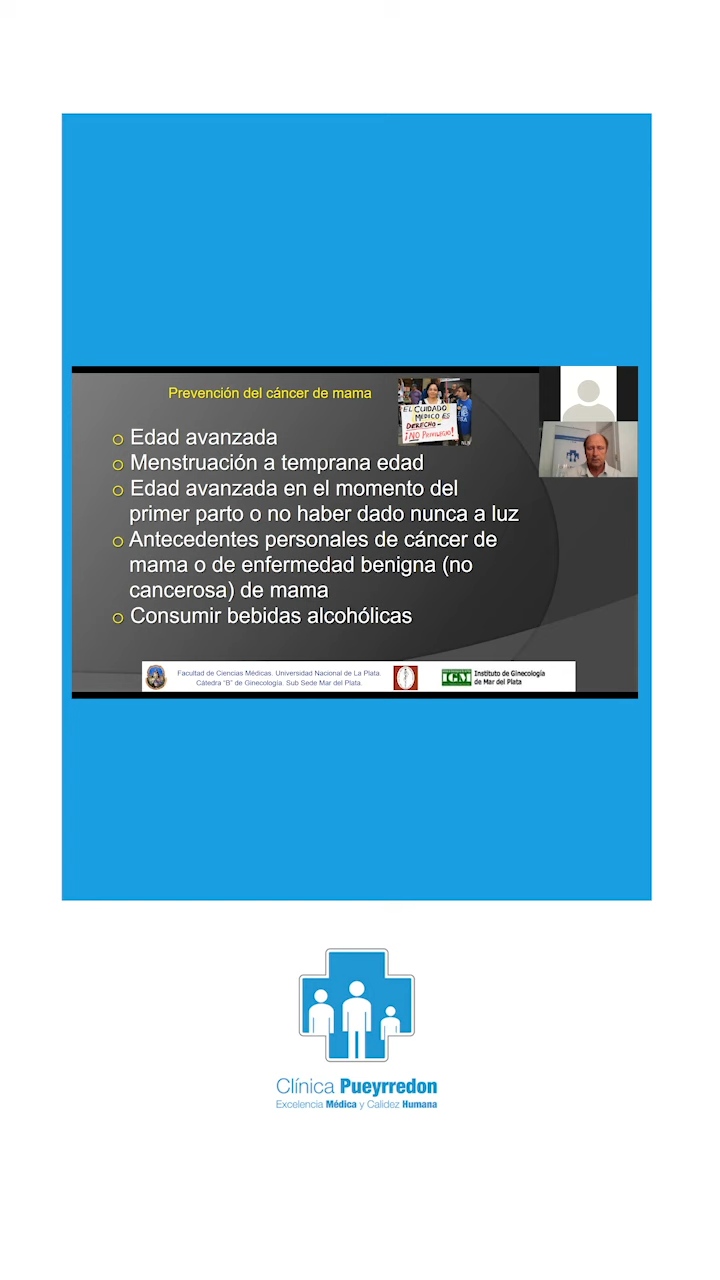 Prevención del cáncer de mama
EL CUIDADO
MÉDICO ES
DERECHO-
¡NO PRIVILEGIO!
Edad avanzada
Menstruación a temprana edad
Edad avanzada en el momento del
primer parto o no haber dado nunca a luz
Antecedentes personales de cáncer de
mama o de enfermedad benigna (no
cancerosa) de mama
Consumir bebidas alcohólicas
Facultad de Ciencias Médicas. Universidad Nacional de La Plata.
Cátedra "B" de Ginecología. Sub Sede Mar del Plata.
IGM
Instituto de Ginecología
de Mar del Plata
Clínica Pueyrredon
Excelencia Médica y Calidez Humana